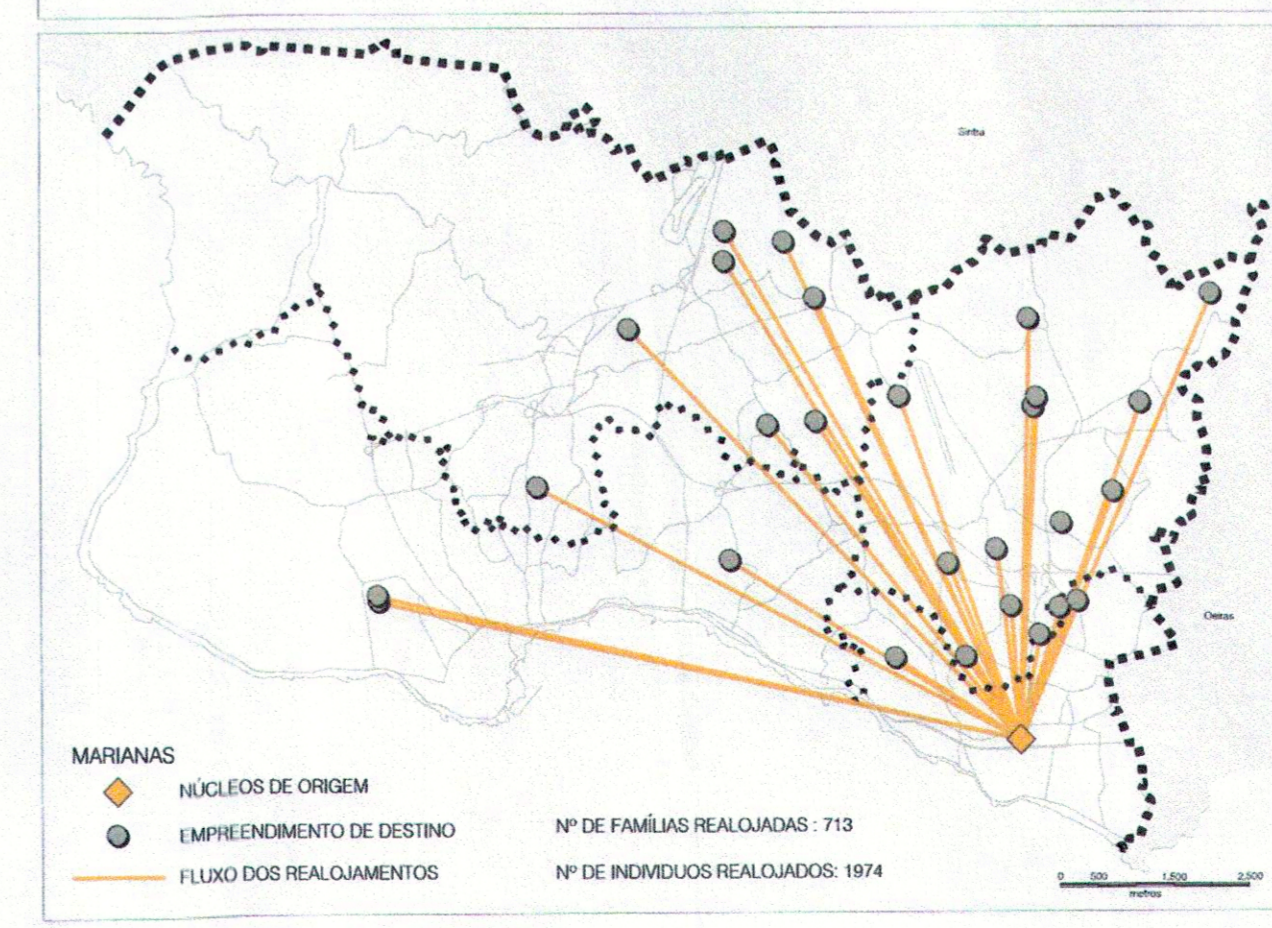 Sintra
Oeiras
MARIANAS
NÚCLEOS DE ORIGEM
EMPREENDIMENTO DE DESTINO
FLUXO DOS REALOJAMENTOS
Nº DE FAMÍLIAS REALOJADAS : 713
Nº DE INDIVIDUOS REALOJADOS: 1974
0 500 1,500 2,500
metros